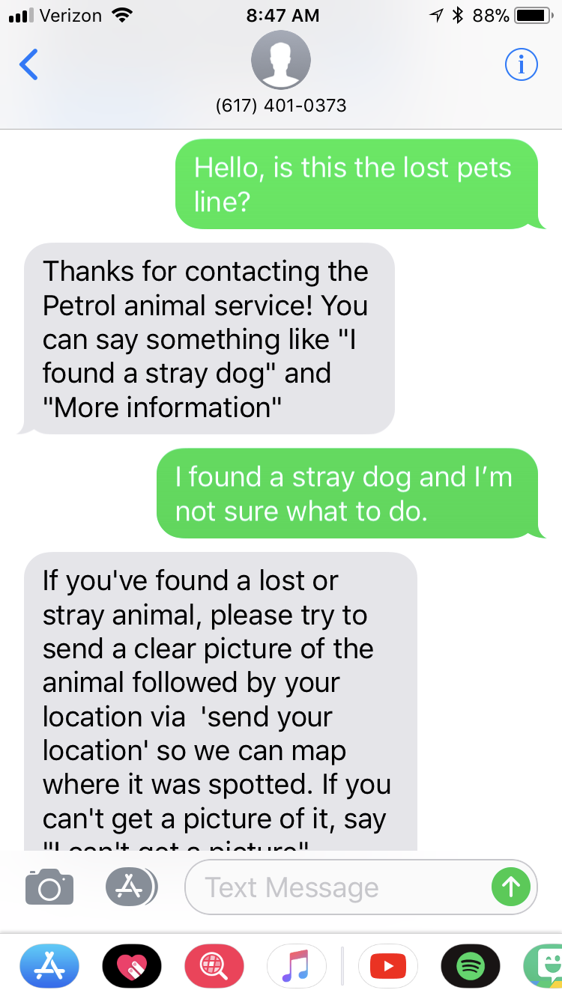 Verizon 8:47 AM 88%
(617) 401-0373
Hello, is this the lost pets
line?
Thanks for contacting the
Petrol animal service! You
can say something like "I
found a stray dog" and
"More information"
I found a stray dog and I’m
not sure what to do.
If you've found a lost or
stray animal, please try to
send a clear picture of the
animal followed by your
location via  'send your
location' so we can map
where it was spotted. If you
can't get a picture of it, say
"I can't get a picture"
Text Message